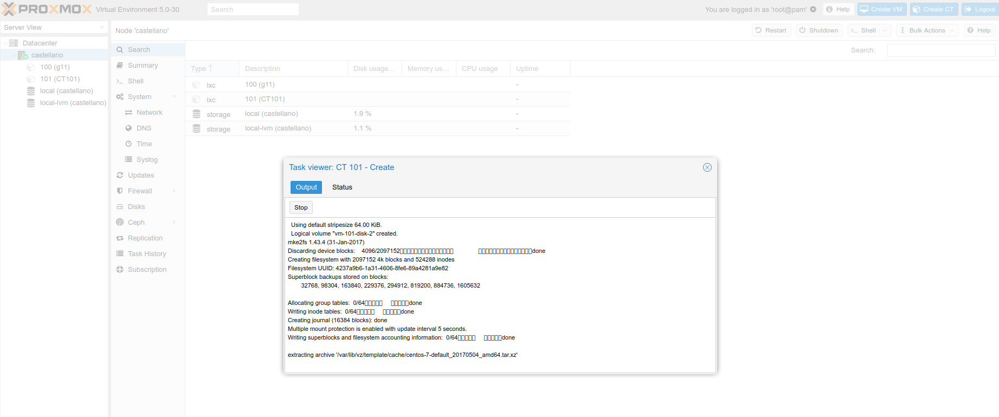 PROXMOX Virtual Environment 5.0-30 Search You are logged in as 'root@pam' Help Create VM Create CT Logout
Server View
Node 'castellano' Restart Shutdown >_ Shell Bulk Actions Help
Datacenter
castellano
100 (g11)
101 (CT101)
local (castellano)
local-lvm (castellano)
Search
Summary
>_ Shell
System
Network
DNS
Time
Syslog
Updates
Firewall
Disks
Ceph
Replication
Task History
Subscription
Search:
Type Description Disk usage... Memory us... CPU usage Uptime
lxc 100 (g11) -
lxc 101 (CT101) -
storage local (castellano) 1.9 % -
storage local-lvm (castellano) 1.1 % -
Task viewer: CT 101 - Create
Output Status
Stop
Using default stripesize 64.00 KiB.
Logical volume "vm-101-disk-2" created.
mke2fs 1.43.4 (31-Jan-2017)
Discarding device blocks: 4096/2097152▯▯▯▯▯▯▯▯▯▯▯▯▯▯▯ ▯▯▯▯▯▯▯▯▯▯▯▯▯▯▯done
Creating filesystem with 2097152 4k blocks and 524288 inodes
Filesystem UUID: 4237a9b6-1a31-4606-8fe6-89a4281a9e82
Superblock backups stored on blocks:
32768, 98304, 163840, 229376, 294912, 819200, 884736, 1605632
Allocating group tables: 0/64▯▯▯▯▯ ▯▯▯▯▯done
Writing inode tables: 0/64▯▯▯▯▯ ▯▯▯▯▯done
Creating journal (16384 blocks): done
Multiple mount protection is enabled with update interval 5 seconds.
Writing superblocks and filesystem accounting information: 0/64▯▯▯▯▯ ▯▯▯▯▯done
extracting archive '/var/lib/vz/template/cache/centos-7-default_20170504_amd64.tar.xz'